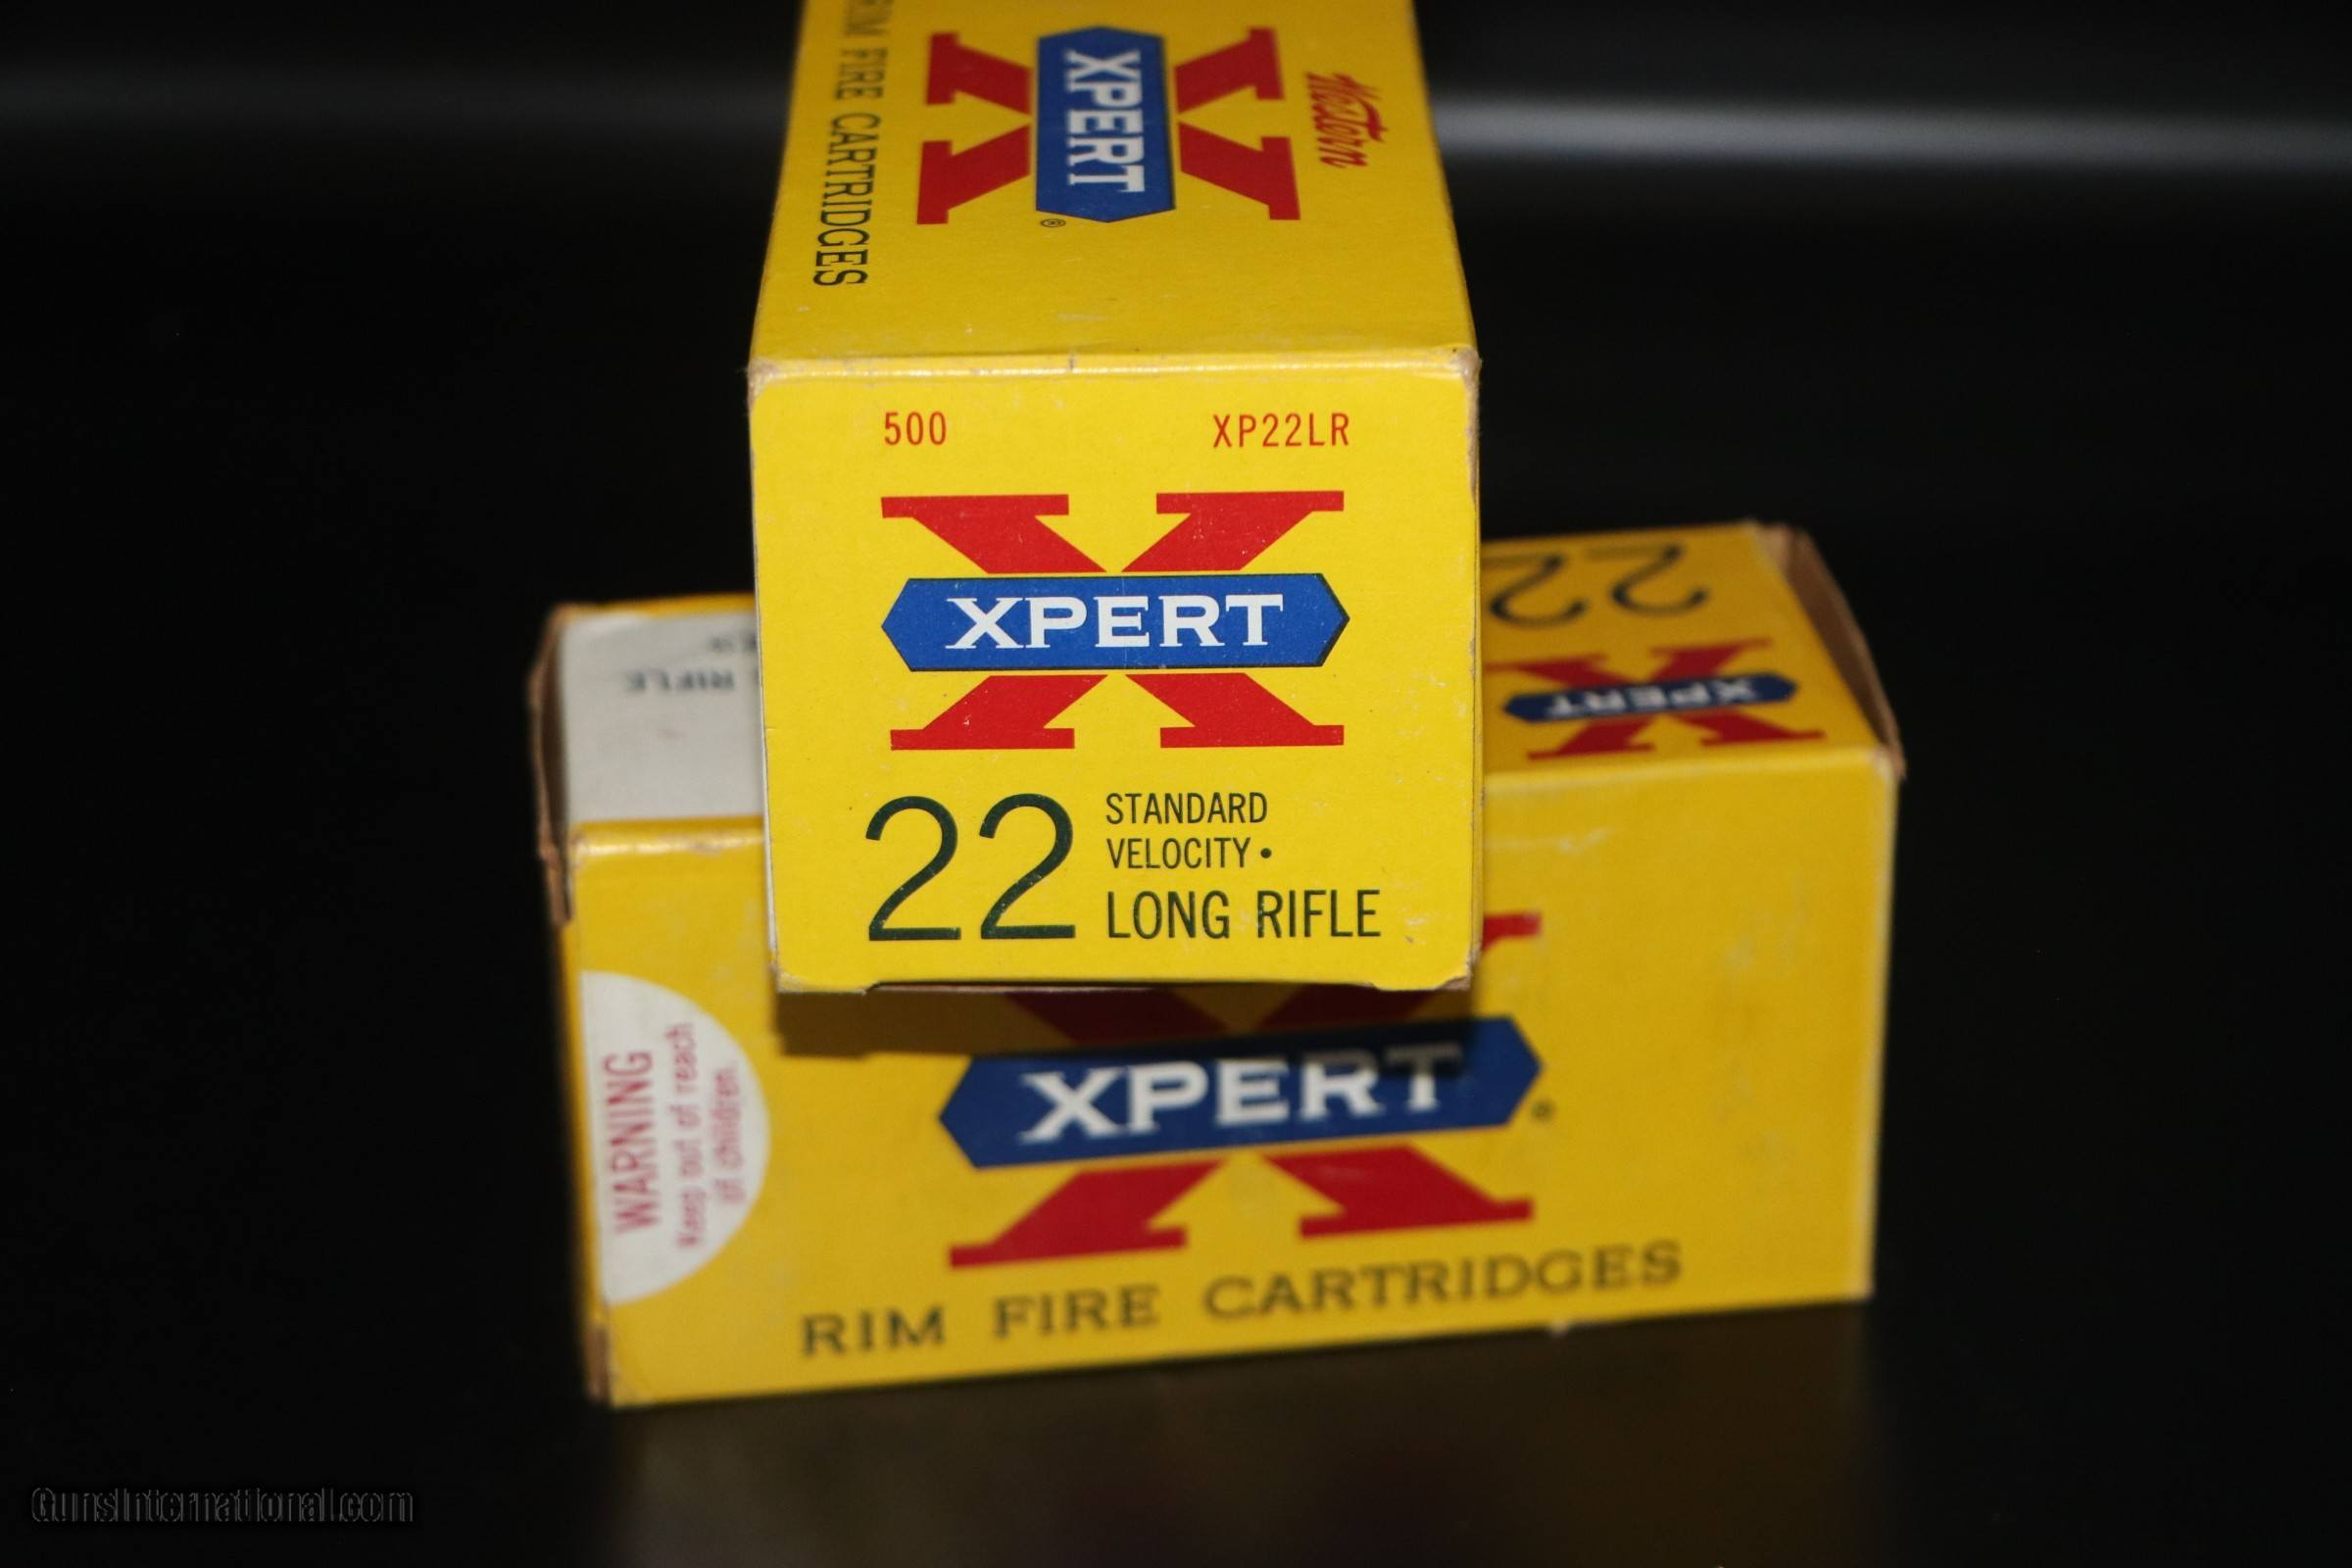 RIM FIRE CARTRIDGES
XPERT
®
Western
500 XP22LR
XPERT
22 STANDARD
VELOCITY •
LONG RIFLE
RIFLE
22
XPERT
WARNING
Keep out of reach
of children.
XPERT
®
RIM FIRE CARTRIDGES
GunsInternational.com